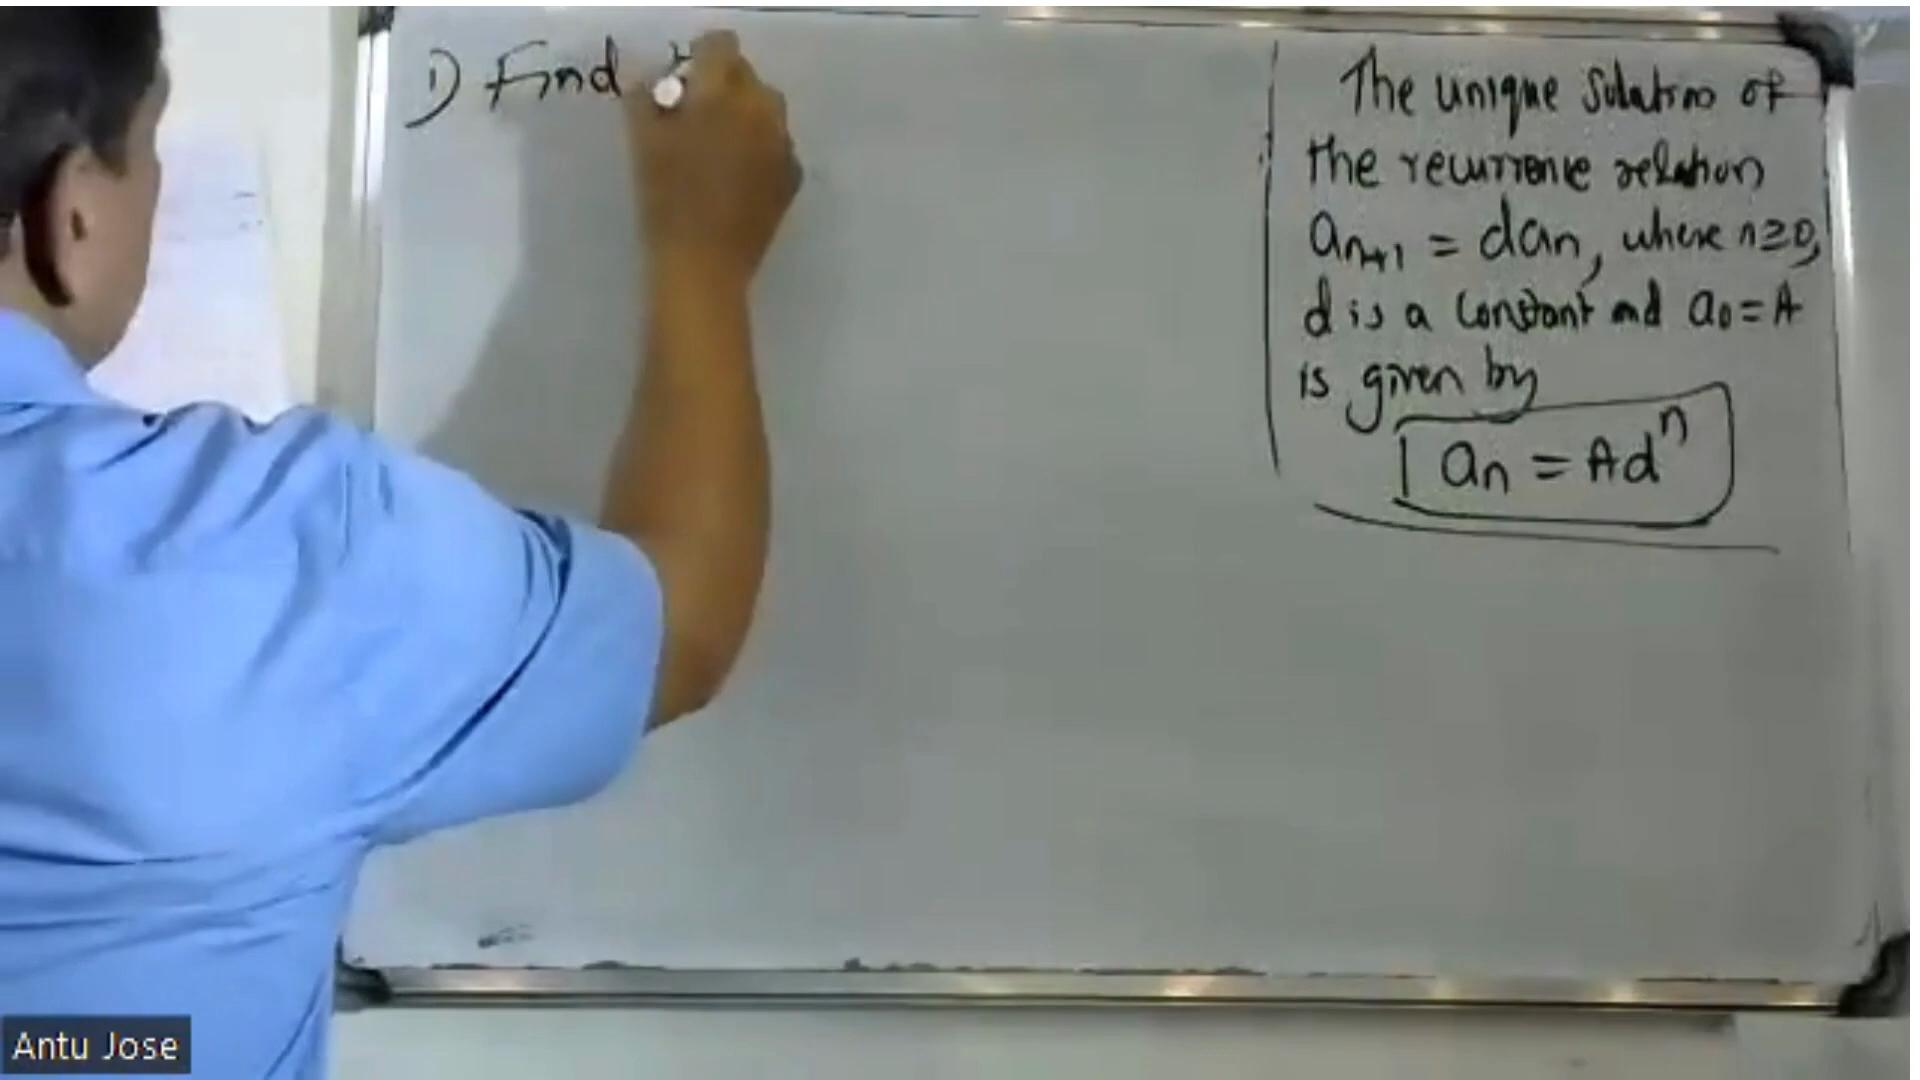 1) Find
The unique Solution of
the recurrence relation
an+1 = dan, where n≥0,
d is a constant and a0 = A
is given by
an = Ad^n
Antu Jose